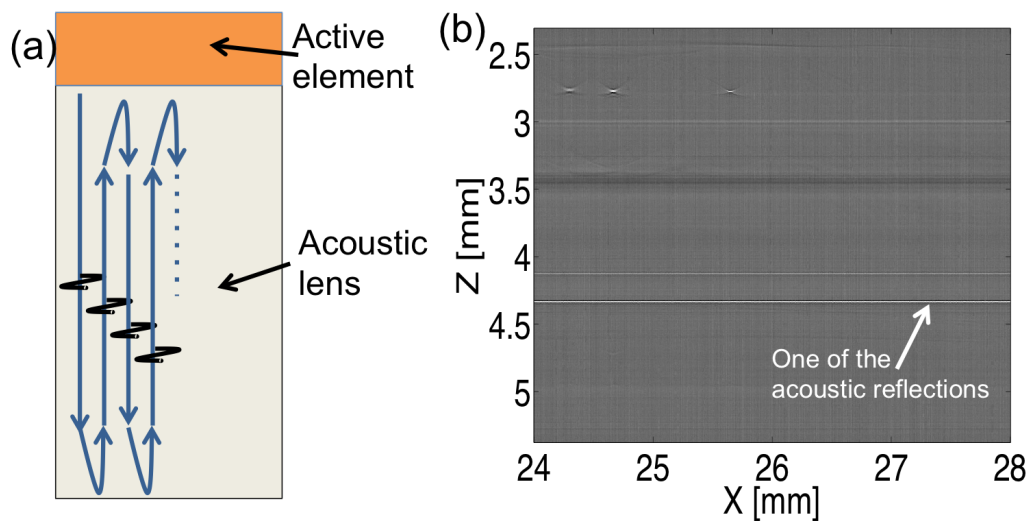 (a)
Active
element
Acoustic
lens
(b)
2.5
3
3.5
4
4.5
5
Z [mm]
One of the
acoustic reflections
24 25 26 27 28
X [mm]